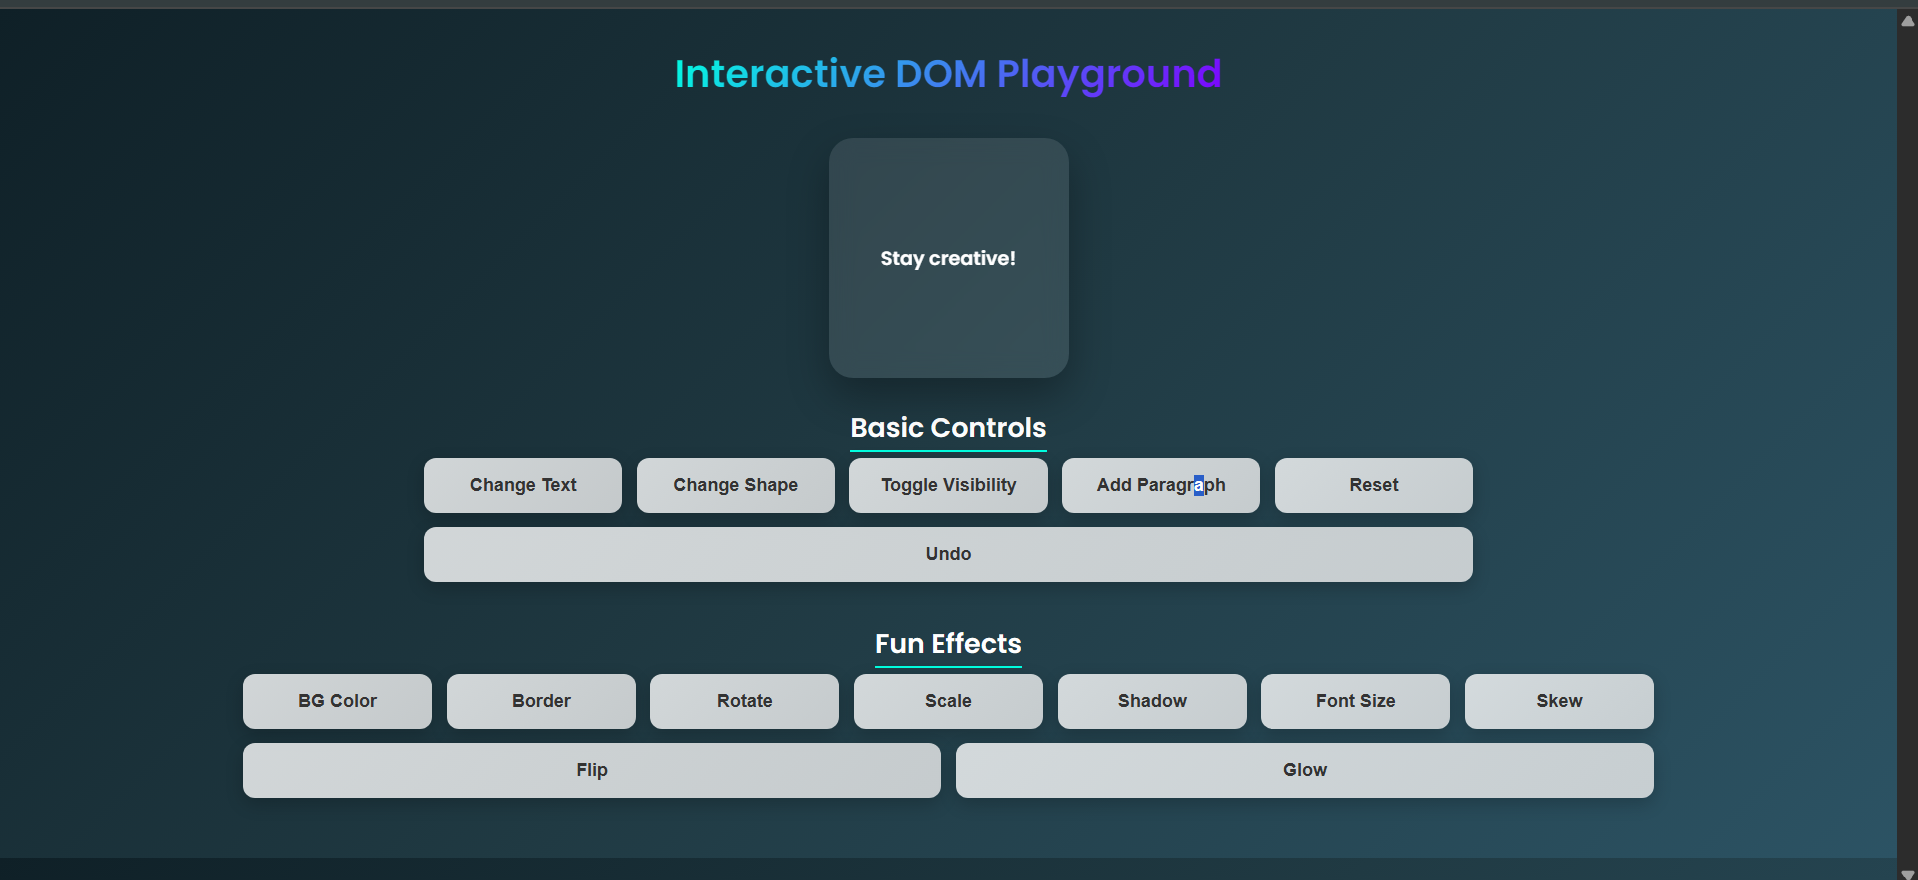 Interactive DOM Playground
Stay creative!
Basic Controls
Change Text Change Shape Toggle Visibility Add Paragraph Reset
Undo
Fun Effects
BG Color Border Rotate Scale Shadow Font Size Skew
Flip Glow